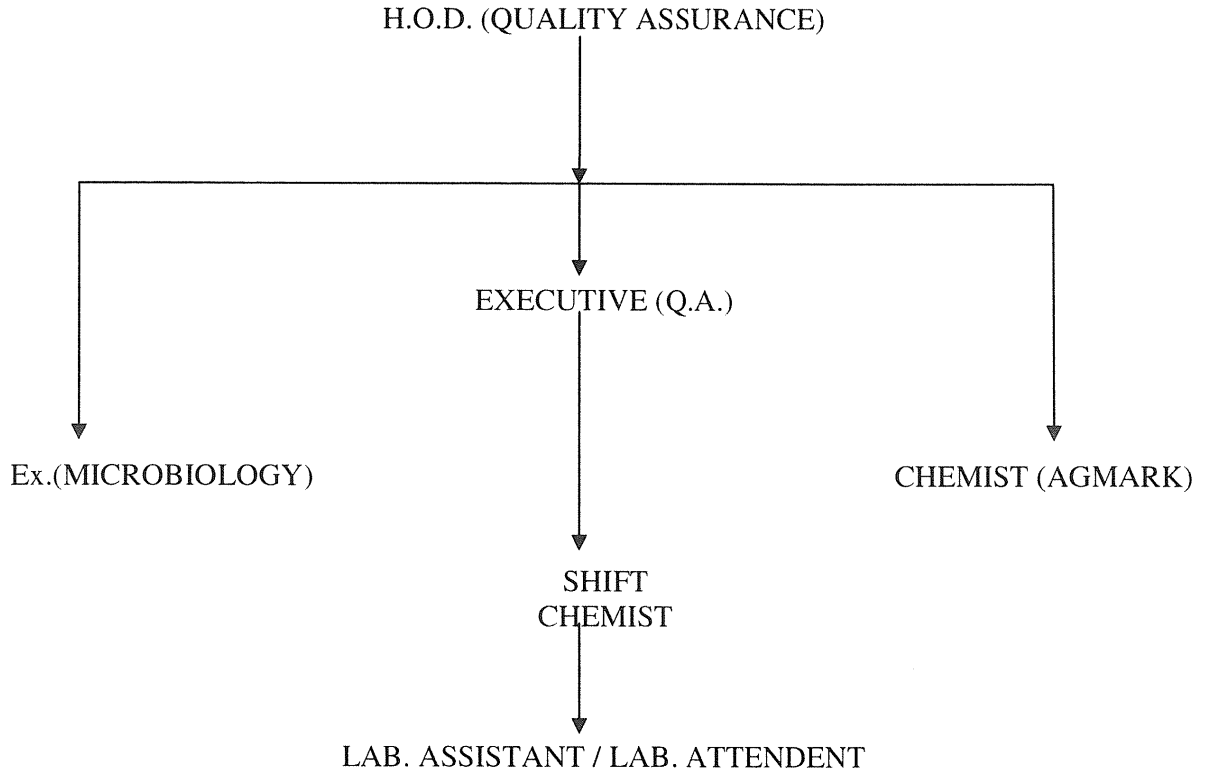 H.O.D. (QUALITY ASSURANCE)
EXECUTIVE (Q.A.)
Ex.(MICROBIOLOGY)
CHEMIST (AGMARK)
SHIFT
CHEMIST
LAB. ASSISTANT / LAB. ATTENDENT